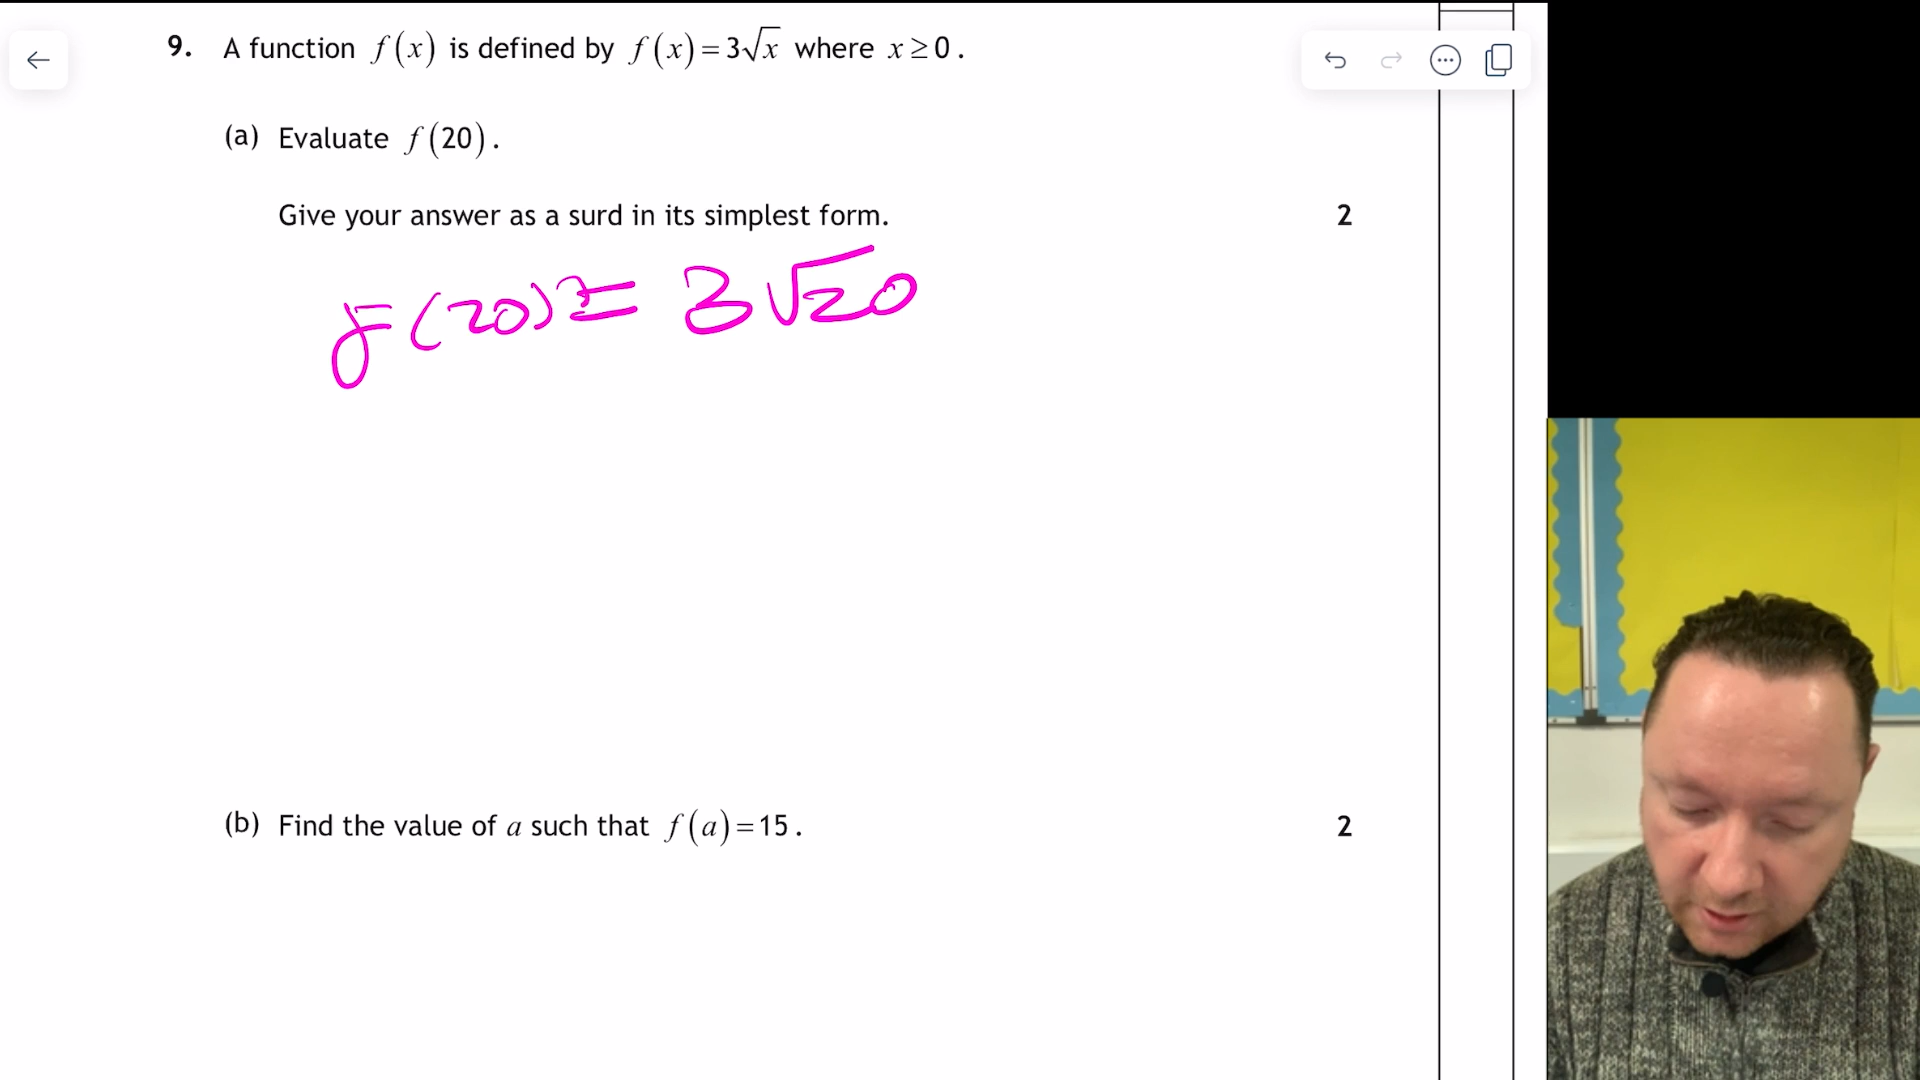 9. A function f(x) is defined by f(x)=3√x where x≥0.
(a) Evaluate f(20).
Give your answer as a surd in its simplest form. 2
f(20) = 3√20
(b) Find the value of a such that f(a)=15. 2